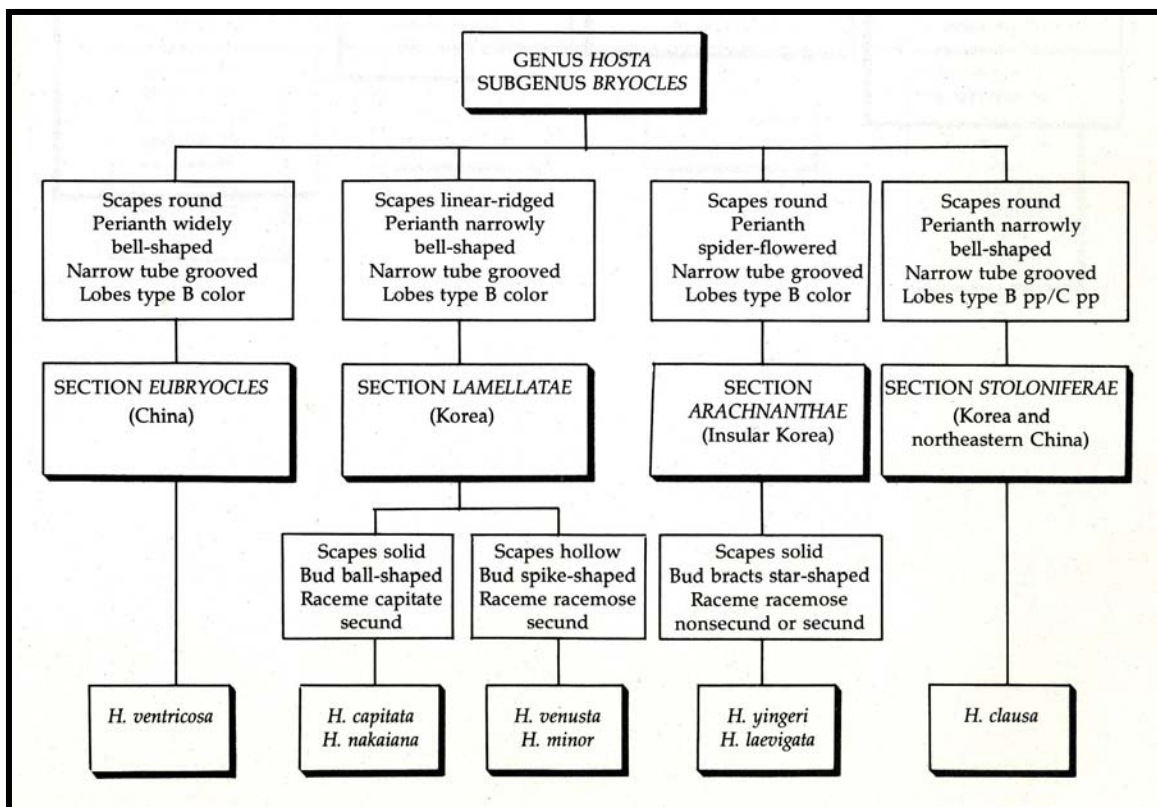 GENUS HOSTA
SUBGENUS BRYOCLES
Scapes round
Perianth widely
bell-shaped
Narrow tube grooved
Lobes type B color
Scapes linear-ridged
Perianth narrowly
bell-shaped
Narrow tube grooved
Lobes type B color
Scapes round
Perianth
spider-flowered
Narrow tube grooved
Lobes type B color
Scapes round
Perianth narrowly
bell-shaped
Narrow tube grooved
Lobes type B pp/C pp
SECTION EUBRYOCLES
(China)
SECTION LAMELLATAE
(Korea)
SECTION
ARACHNANTHAE
(Insular Korea)
SECTION STOLONIFERAE
(Korea and
northeastern China)
Scapes solid
Bud ball-shaped
Raceme capitate
secund
Scapes hollow
Bud spike-shaped
Raceme racemose
secund
Scapes solid
Bud bracts star-shaped
Raceme racemose
nonsecund or secund
H. ventricosa
H. capitata
H. nakaiana
H. venusta
H. minor
H. yingeri
H. laevigata
H. clausa